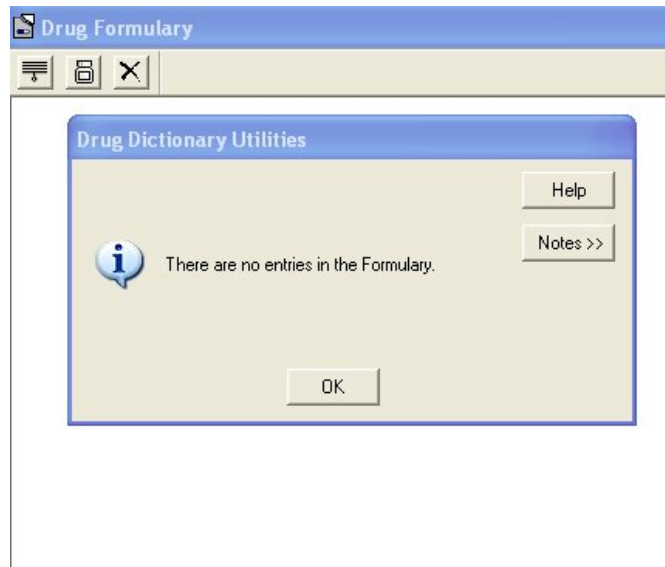 Drug Formulary
Drug Dictionary Utilities
Help
Notes >>
There are no entries in the Formulary.
OK